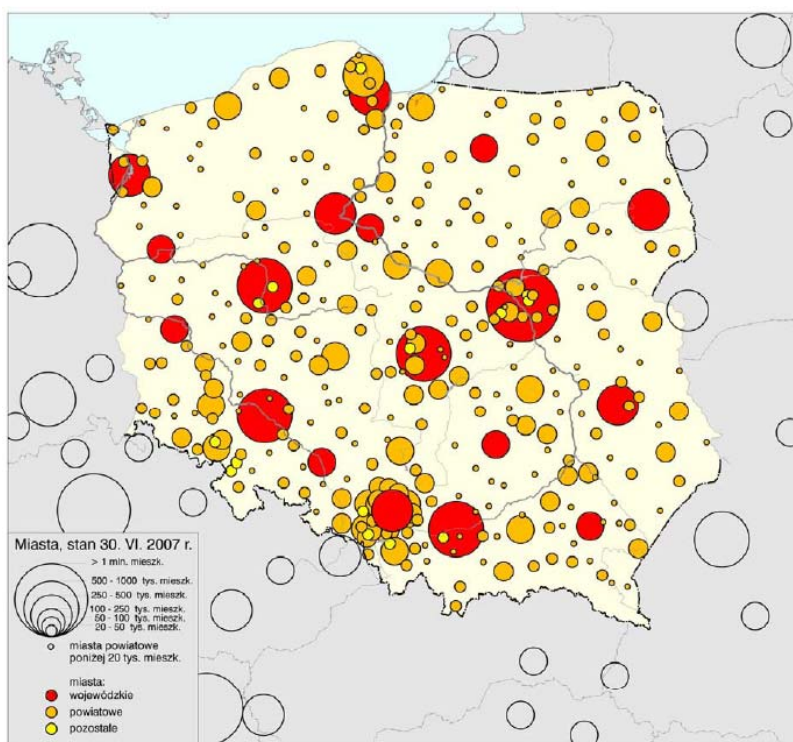 Miasta, stan 30. VI. 2007 r.
> 1 mln. mieszk.
500 - 1000 tys. mieszk.
250 - 500 tys. mieszk.
100 - 250 tys. mieszk.
50 - 100 tys. mieszk.
20 - 50 tys. mieszk.
miasta powiatowe
poniżej 20 tys. mieszk.
miasta:
wojewódzkie
powiatowe
pozostałe